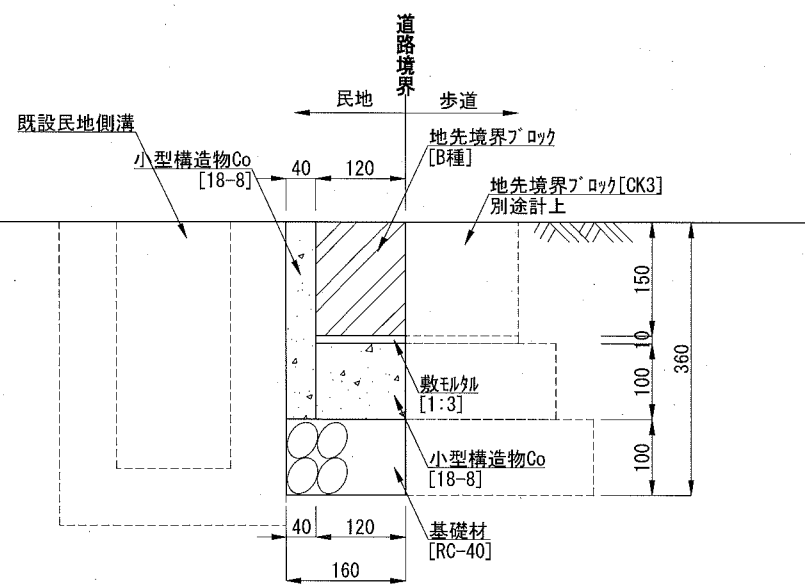 道路境界
民地
歩道
既設民地側溝
小型構造物Co
[18-8]
40
120
地先境界ﾌﾞﾛｯｸ
[B種]
地先境界ﾌﾞﾛｯｸ[CK3]
別途計上
150
10
100
360
100
敷ﾓﾙﾀﾙ
[1:3]
小型構造物Co
[18-8]
基礎材
[RC-40]
40
120
160